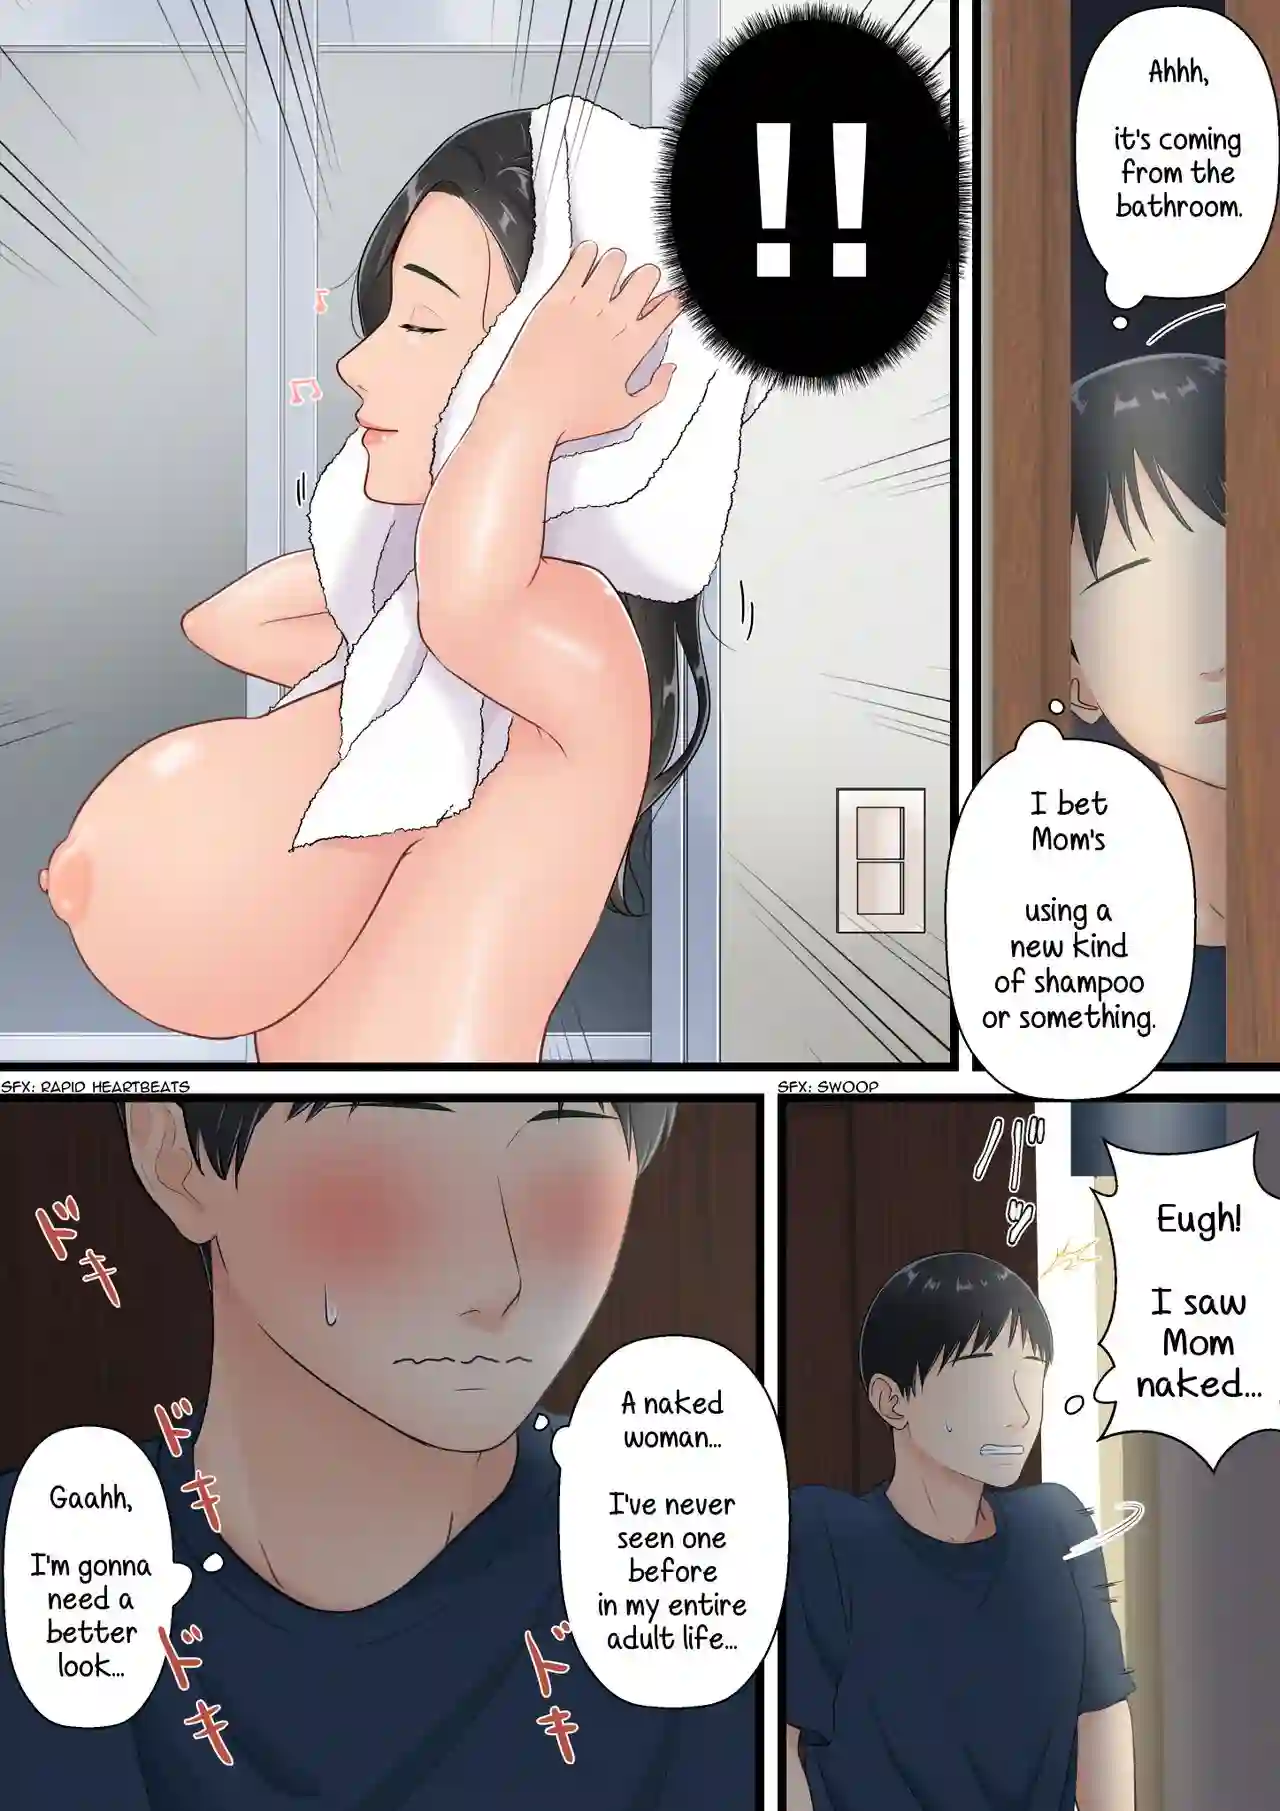 Ahhh,
it's coming
from the
bathroom.
I bet
Mom's
using a
new kind
of shampoo
or something.
!!
SFX: SWOOP
バッ
Eugh!
I saw
Mom
naked...
SFX: RAPID HEARTBEATS
A naked
woman...
I've never
seen one
before
in my entire
adult life...
ドキ
ドキ
ドキ
ドキ
Gaahh,
I'm gonna
need a
better
look...